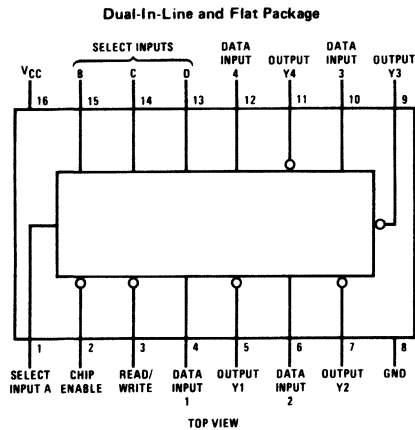 Dual-In-Line and Flat Package
SELECT INPUTS
VCC
B
C
D
DATA
INPUT
4
OUTPUT
Y4
DATA
INPUT
3
OUTPUT
Y3
16
15
14
13
12
11
10
9
1
2
3
4
5
6
7
8
SELECT
INPUT A
CHIP
ENABLE
READ/
WRITE
DATA
INPUT
1
OUTPUT
Y1
DATA
INPUT
2
OUTPUT
Y2
GND
TOP VIEW